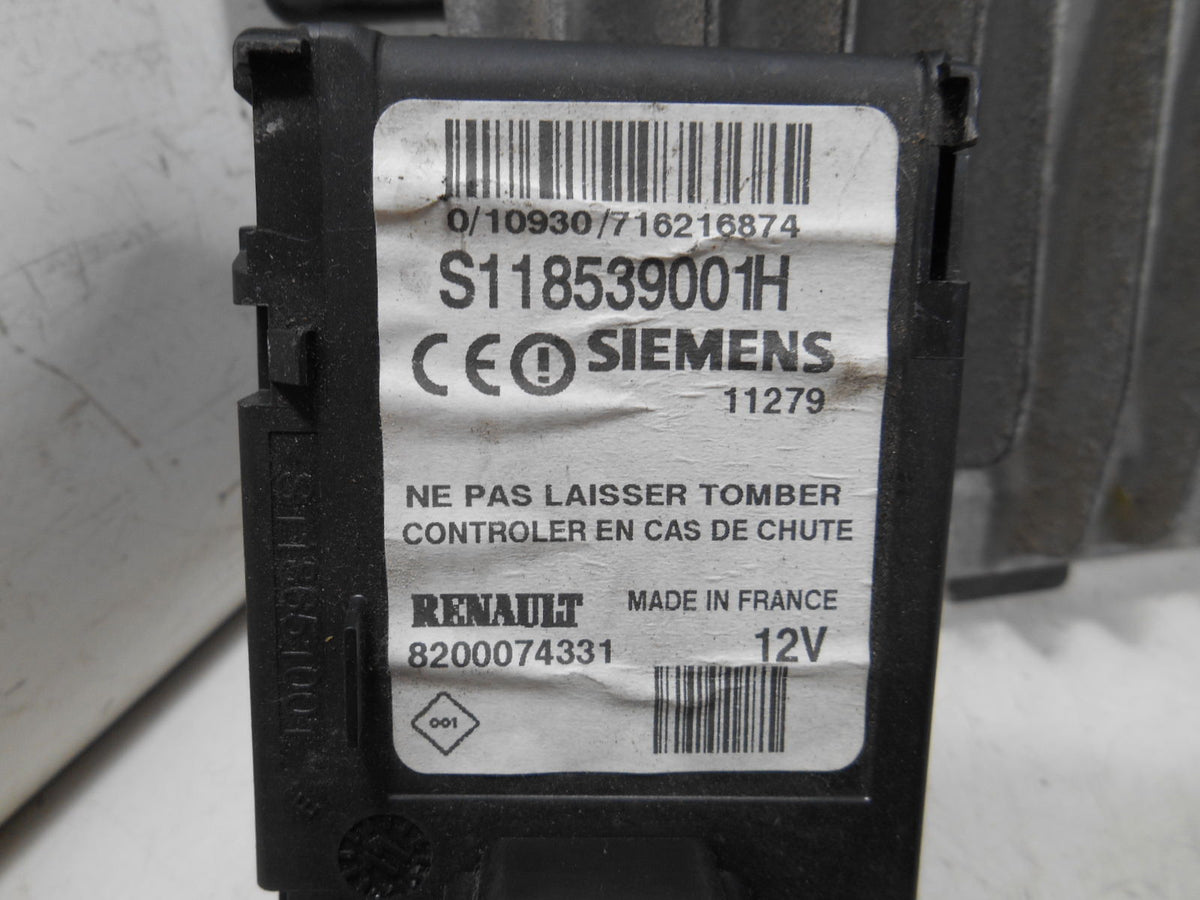 0/10930/716216874
S118539001H
CE SIEMENS
11279
NE PAS LAISSER TOMBER
CONTROLER EN CAS DE CHUTE
RENAULT MADE IN FRANCE
8200074331 12V
001